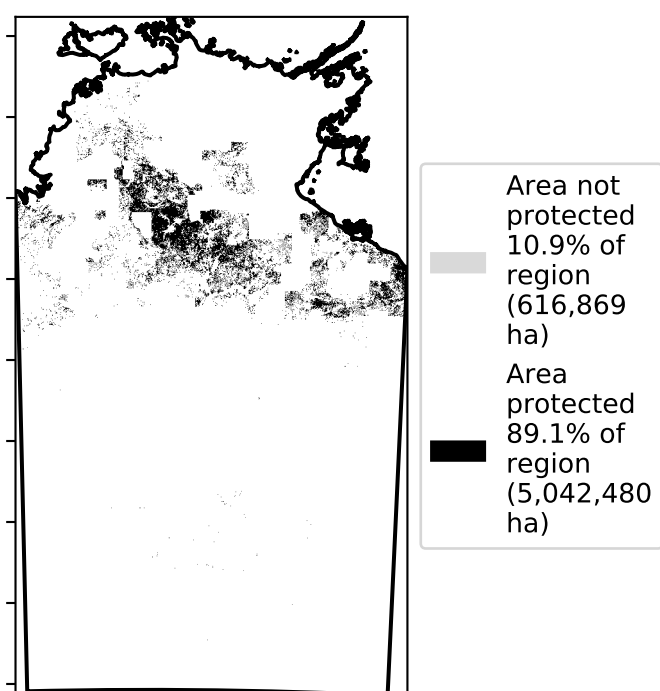 Area not
protected
10.9% of
region
(616,869
ha)
Area
protected
89.1% of
region
(5,042,480
ha)